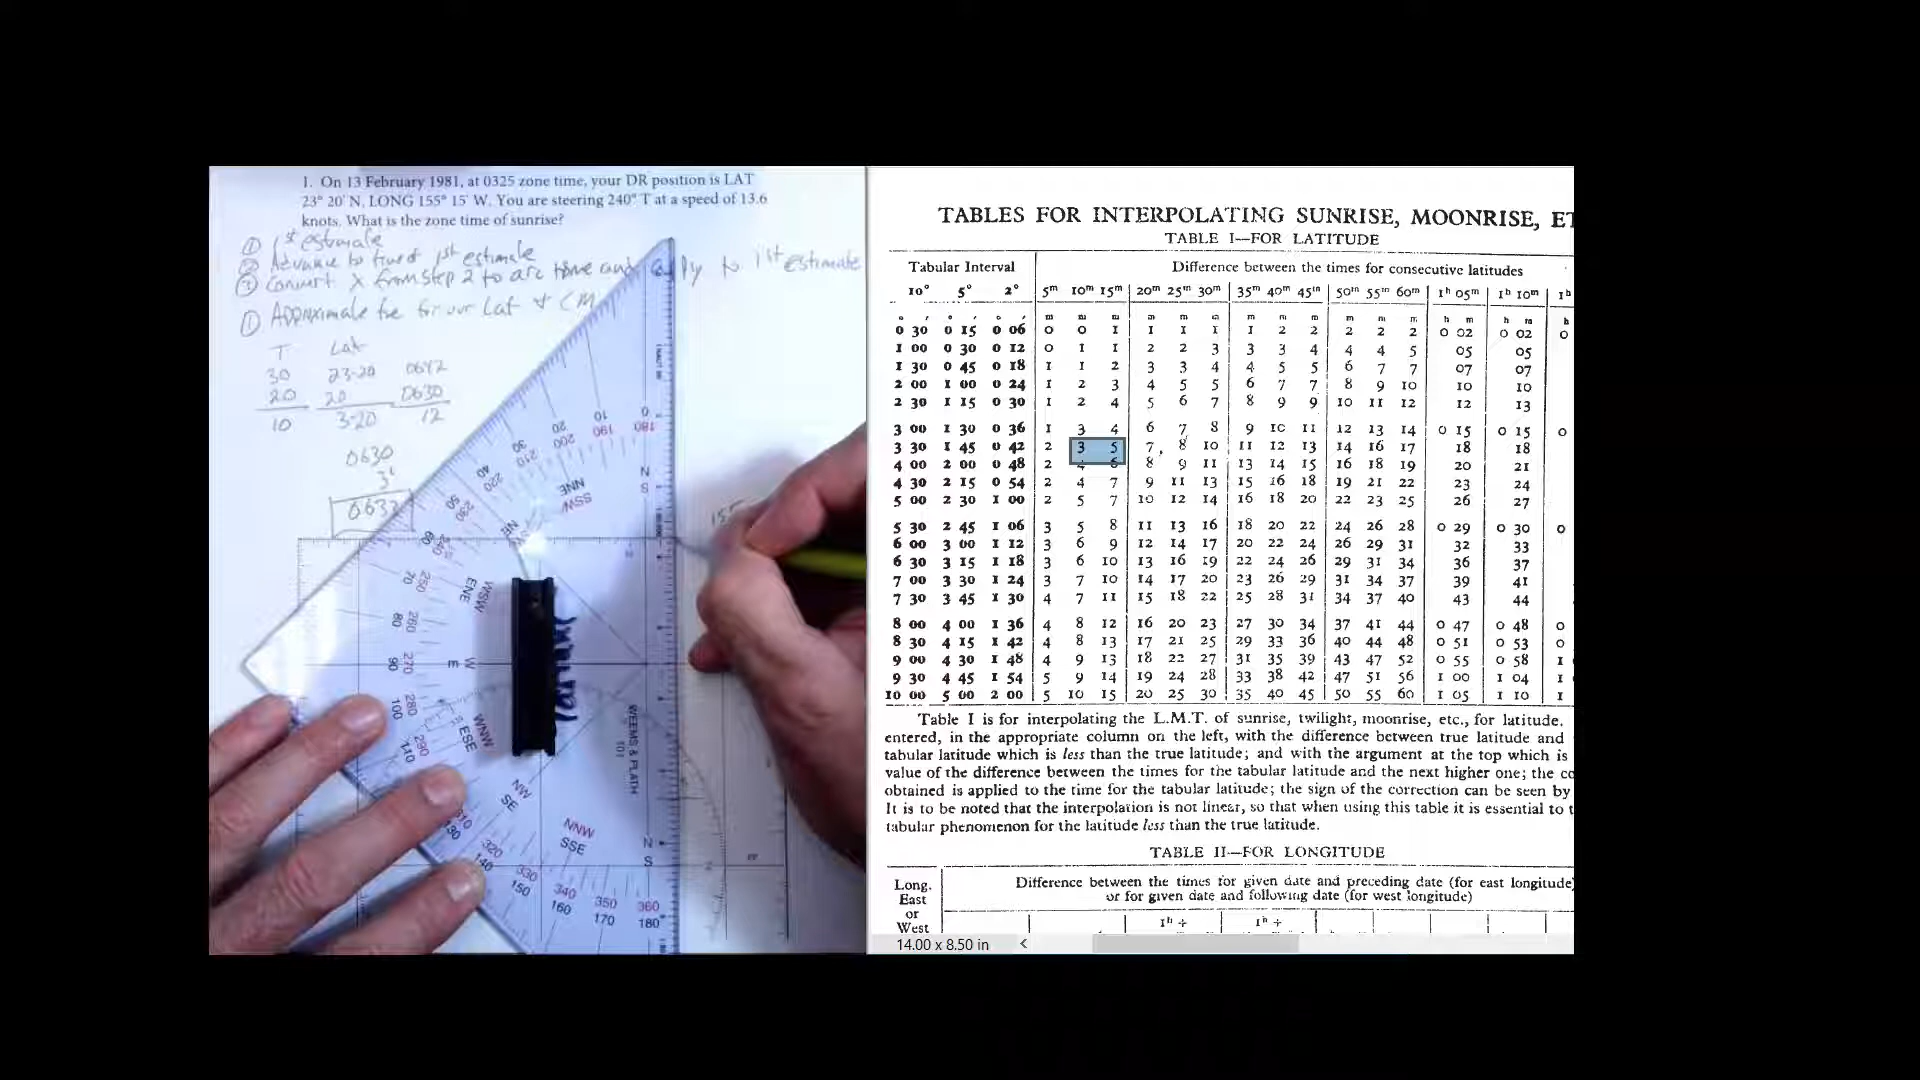 1. On 13 February 1981, at 0325 zone time, your DR position is LAT
23° 20' N, LONG 155° 15' W. You are steering 240° T at a speed of 13.6
knots. What is the zone time of sunrise?
① 1st estimate
② Advance to time of 1st estimate
③ Convert X from step 2 to arc time and apply to 1st estimate
① Approximate for our Lat & CM
T Lat
30 23-20 0642
20 20 0630
10 3-20 12
0630
3'
0633
TABLES FOR INTERPOLATING SUNRISE, MOONRISE, ET
TABLE I—FOR LATITUDE
Tabular Interval Difference between the times for consecutive latitudes
10° 5° 2° 5m 10m 15m 20m 25m 30m 35m 40m 45m 50m 55m 60m 1h 05m 1h 10m 1h
° ' ° ' ° ' m m m m m m m m m m m m h m h m h
0 30 0 15 0 06 0 0 1 1 1 1 1 2 2 2 2 2 0 02 0 02 0
1 00 0 30 0 12 0 1 1 2 2 3 3 3 4 4 4 5 05 05
1 30 0 45 0 18 1 1 2 3 3 4 4 5 5 6 7 7 07 07
2 00 1 00 0 24 1 2 3 4 5 5 6 7 7 8 9 10 10 10
2 30 1 15 0 30 1 2 4 5 6 7 8 9 9 10 11 12 12 13
3 00 1 30 0 36 1 3 4 6 7 8 9 10 11 12 13 14 0 15 0 15 0
3 30 1 45 0 42 2 3 5 7 8 10 11 12 13 14 16 17 18 18
4 00 2 00 0 48 2 4 6 8 9 11 13 14 15 16 18 19 20 21
4 30 2 15 0 54 2 4 7 9 11 13 15 16 18 19 21 22 23 24
5 00 2 30 1 00 2 5 7 10 12 14 16 18 20 22 23 25 26 27
5 30 2 45 1 06 3 5 8 11 13 16 18 20 22 24 26 28 0 29 0 30 0
6 00 3 00 1 12 3 6 9 12 14 17 20 22 24 26 29 31 32 33
6 30 3 15 1 18 3 6 10 13 16 19 22 24 26 29 31 34 36 37
7 00 3 30 1 24 3 7 10 14 17 20 23 26 29 31 34 37 39 41
7 30 3 45 1 30 4 7 11 15 18 22 25 28 31 34 37 40 43 44
8 00 4 00 1 36 4 8 12 16 20 23 27 30 34 37 41 44 0 47 0 48 0
8 30 4 15 1 42 4 8 13 17 21 25 29 33 36 40 44 48 0 51 0 53 0
9 00 4 30 1 48 4 9 13 18 22 27 31 35 39 43 47 52 0 55 0 58 1
9 30 4 45 1 54 5 9 14 19 24 28 33 38 42 47 51 56 1 00 1 04 1
10 00 5 00 2 00 5 10 15 20 25 30 35 40 45 50 55 60 1 05 1 10 1
Table I is for interpolating the L.M.T. of sunrise, twilight, moonrise, etc., for latitude.
entered, in the appropriate column on the left, with the difference between true latitude and
tabular latitude which is less than the true latitude; and with the argument at the top which is
value of the difference between the times for the tabular latitude and the next higher one; the co
obtained is applied to the time for the tabular latitude; the sign of the correction can be seen by
It is to be noted that the interpolation is not linear, so that when using this table it is essential to t
tabular phenomenon for the latitude less than the true latitude.
TABLE II—FOR LONGITUDE
Long. East or West
Difference between the times for given date and preceding date (for east longitude)
or for given date and following date (for west longitude)
1h + 1h +
14.00 x 8.50 in
WEEMS & PLATH
101
NNE SSW
NE
WSW ENE
W E
WNW ESE
NW SE
NNW SSE
N S
N S